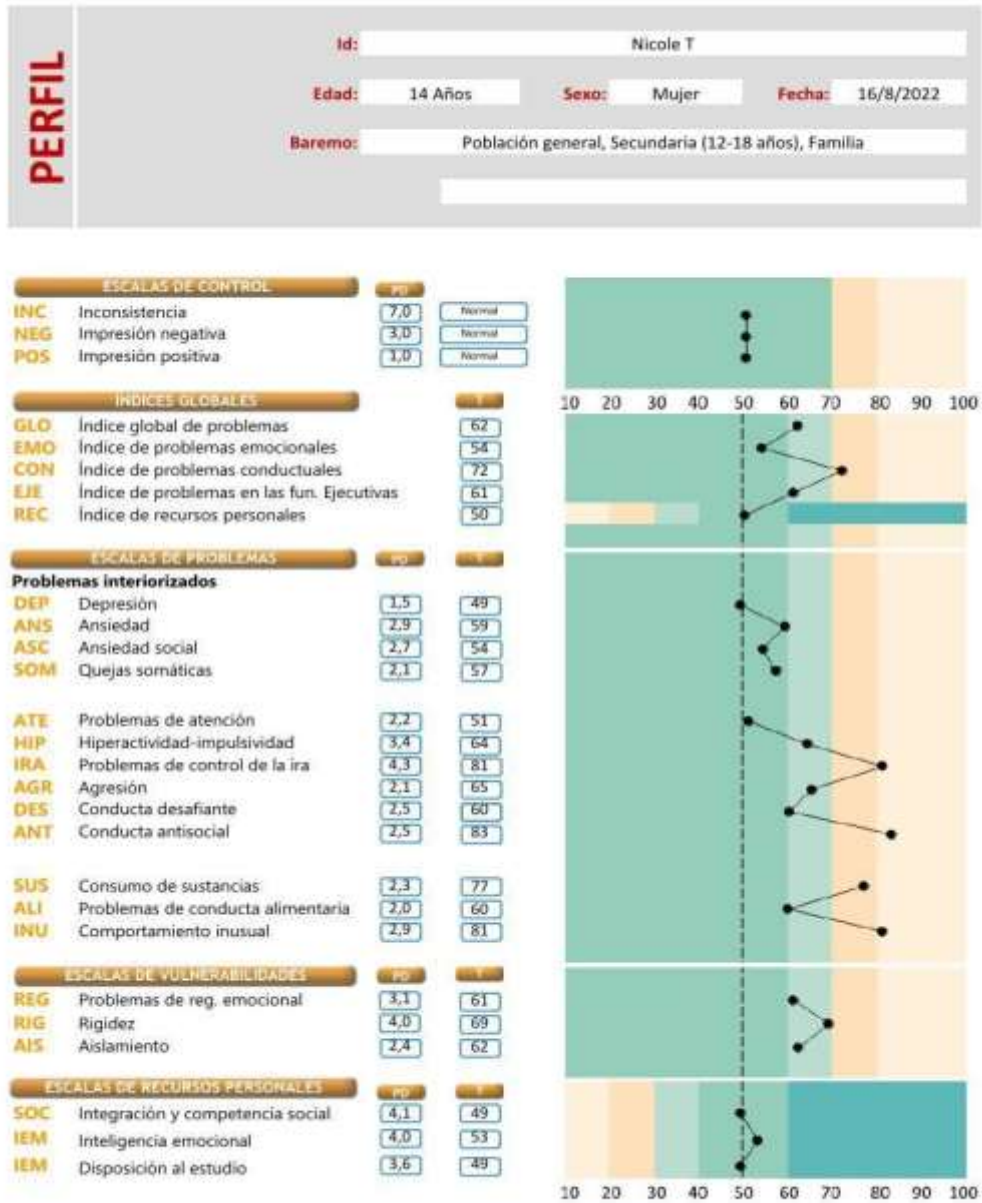 PERFIL
Id: Nicole T
Edad: 14 Años Sexo: Mujer Fecha: 16/8/2022
Baremo: Población general, Secundaria (12-18 años), Familia
ESCALAS DE CONTROL PD
INC Inconsistencia 7,0 Normal
NEG Impresión negativa 3,0 Normal
POS Impresión positiva 1,0 Normal
INDICES GLOBALES T 10 20 30 40 50 60 70 80 90 100
GLO Índice global de problemas 62
EMO Índice de problemas emocionales 54
CON Índice de problemas conductuales 72
EJE Índice de problemas en las fun. Ejecutivas 61
REC Índice de recursos personales 50
ESCALAS DE PROBLEMAS PD T
Problemas interiorizados
DEP Depresión 1,5 49
ANS Ansiedad 2,9 59
ASC Ansiedad social 2,7 54
SOM Quejas somáticas 2,1 57
ATE Problemas de atención 2,2 51
HIP Hiperactividad-impulsividad 3,4 64
IRA Problemas de control de la ira 4,3 81
AGR Agresión 2,1 65
DES Conducta desafiante 2,5 60
ANT Conducta antisocial 2,5 83
SUS Consumo de sustancias 2,3 77
ALI Problemas de conducta alimentaria 2,0 60
INU Comportamiento inusual 2,9 81
ESCALAS DE VULNERABILIDADES PD T
REG Problemas de reg. emocional 3,1 61
RIG Rigidez 4,0 69
AIS Aislamiento 2,4 62
ESCALAS DE RECURSOS PERSONALES PD T
SOC Integración y competencia social 4,1 49
IEM Inteligencia emocional 4,0 53
IEM Disposición al estudio 3,6 49
10 20 30 40 50 60 70 80 90 100